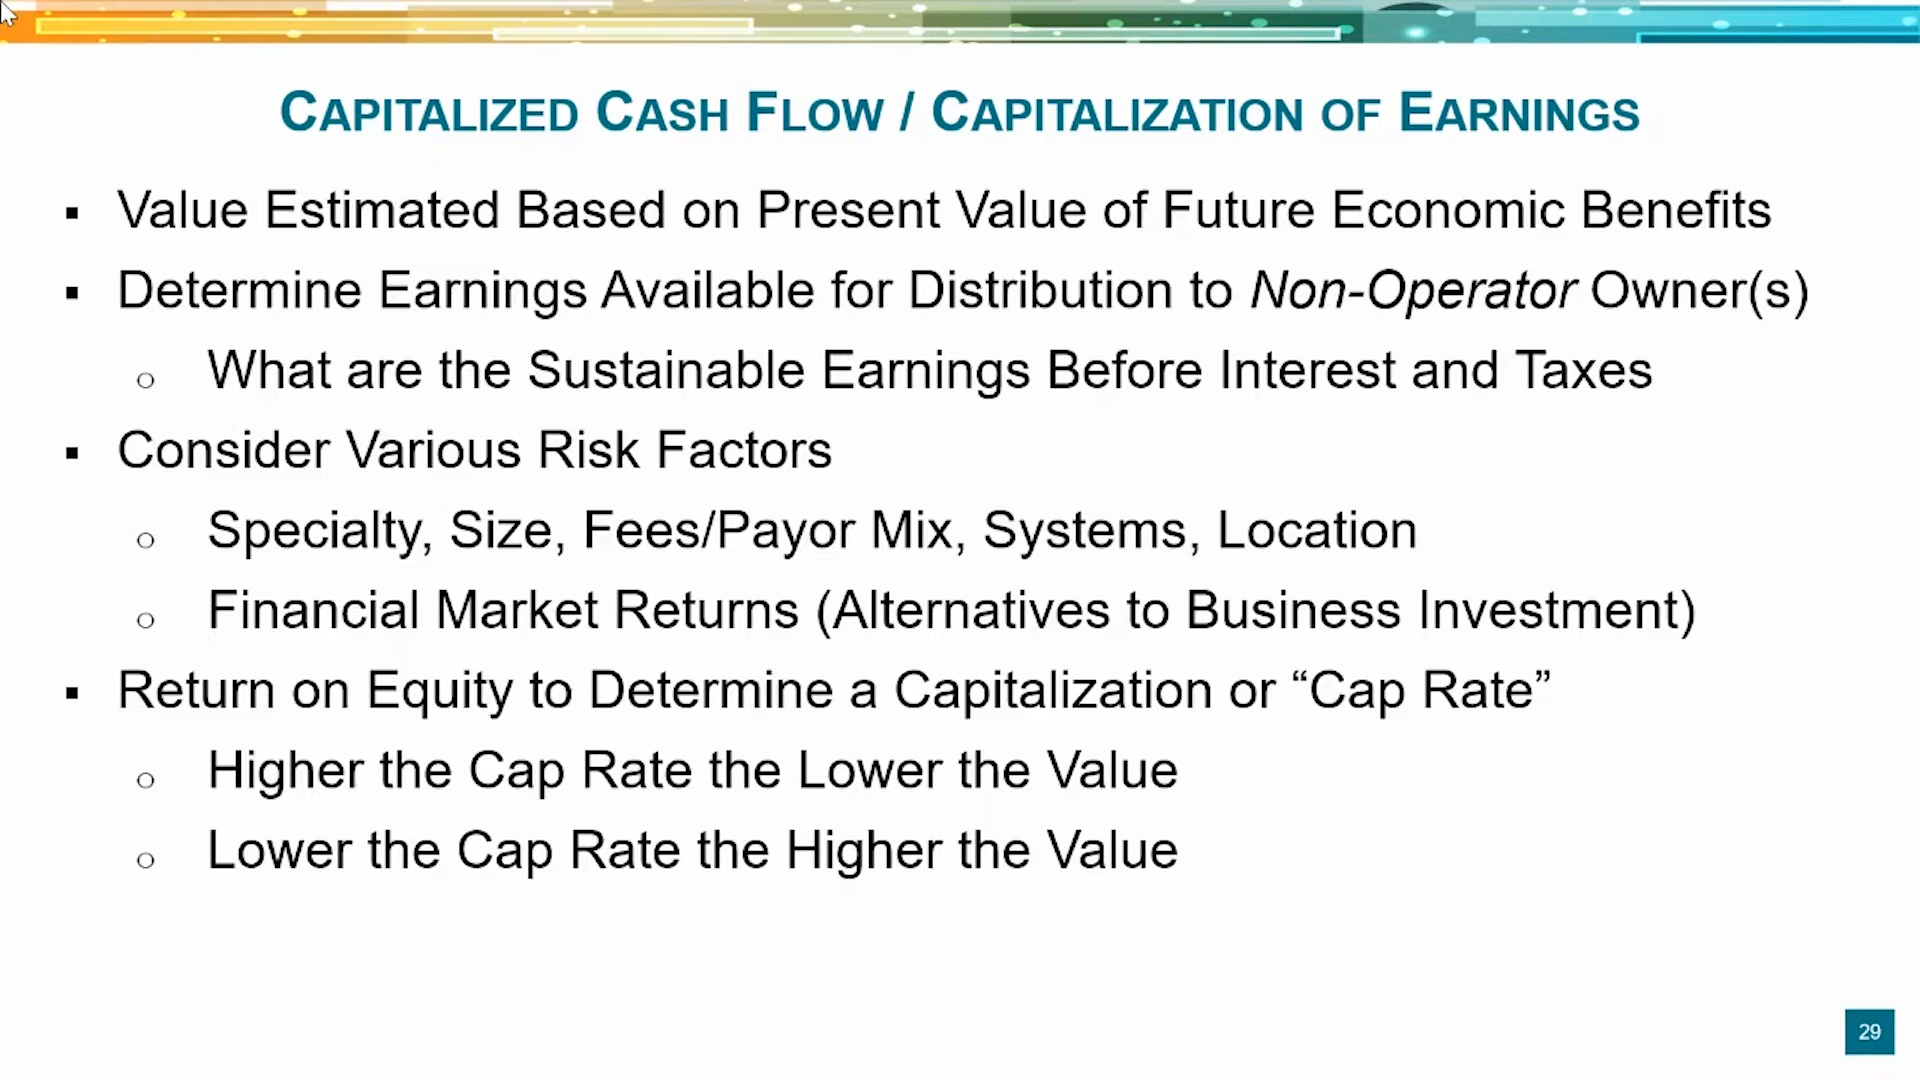 CAPITALIZED CASH FLOW / CAPITALIZATION OF EARNINGS
▪ Value Estimated Based on Present Value of Future Economic Benefits
▪ Determine Earnings Available for Distribution to Non-Operator Owner(s)
o What are the Sustainable Earnings Before Interest and Taxes
▪ Consider Various Risk Factors
o Specialty, Size, Fees/Payor Mix, Systems, Location
o Financial Market Returns (Alternatives to Business Investment)
▪ Return on Equity to Determine a Capitalization or “Cap Rate”
o Higher the Cap Rate the Lower the Value
o Lower the Cap Rate the Higher the Value
29